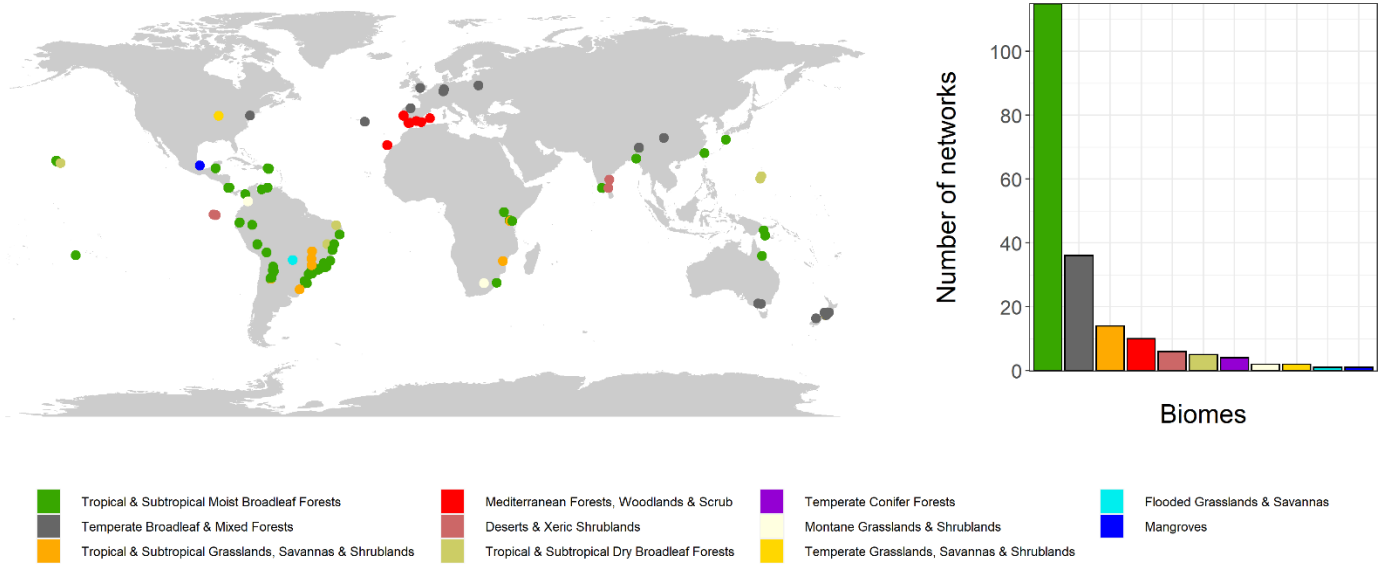 100
80
60
40
20
0
Number of networks
Biomes
Tropical & Subtropical Moist Broadleaf Forests
Temperate Broadleaf & Mixed Forests
Tropical & Subtropical Grasslands, Savannas & Shrublands
Mediterranean Forests, Woodlands & Scrub
Deserts & Xeric Shrublands
Tropical & Subtropical Dry Broadleaf Forests
Temperate Conifer Forests
Montane Grasslands & Shrublands
Temperate Grasslands, Savannas & Shrublands
Flooded Grasslands & Savannas
Mangroves